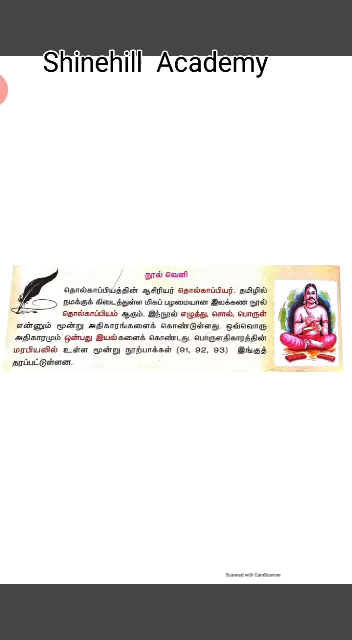 Shinehill Academy
நூல் வெளி
தொல்காப்பியத்தின் ஆசிரியர் தொல்காப்பியர். தமிழில்
நமக்குக் கிடைத்துள்ள மிகப் பழமையான இலக்கண நூல்
தொல்காப்பியம் ஆகும். இந்நூல் எழுத்து, சொல், பொருள்
என்னும் மூன்று அதிகாரங்களைக் கொண்டுள்ளது. ஒவ்வொரு
அதிகாரமும் ஒன்பது இயல்களைக் கொண்டது. பொருளதிகாரத்தின்
மரபியலில் உள்ள மூன்று நூற்பாக்கள் (91, 92, 93) இங்குத்
தரப்பட்டுள்ளன.
Scanned with CamScanner